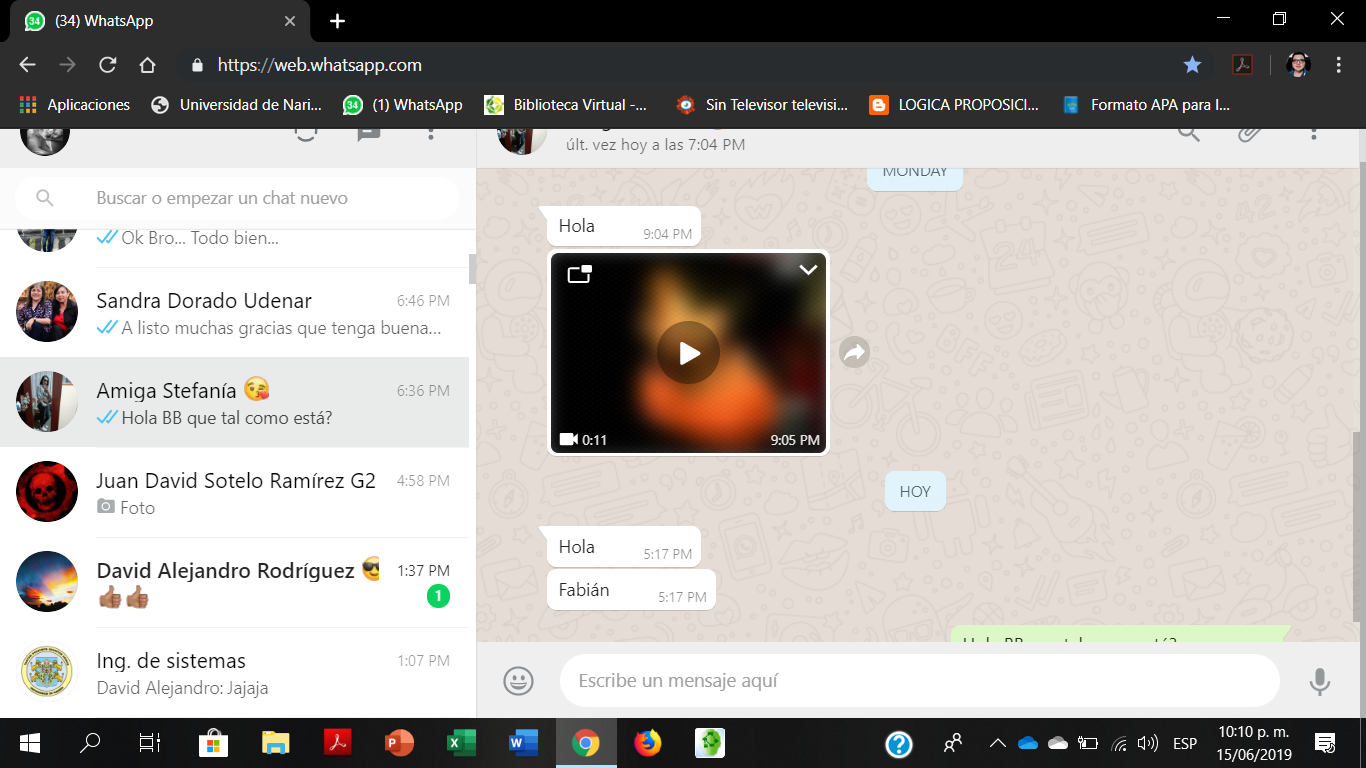 34
(34) WhatsApp
https://web.whatsapp.com
Aplicaciones
Universidad de Nari...
34
(1) WhatsApp
Biblioteca Virtual -...
Sin Televisor televisi...
LOGICA PROPOSICI...
Formato APA para I...
Buscar o empezar un chat nuevo
Ok Bro... Todo bien...
Sandra Dorado Udenar
6:46 PM
A listo muchas gracias que tenga buena...
Amiga Stefanía 😘
6:36 PM
Hola BB que tal como está?
Juan David Sotelo Ramírez G2
4:58 PM
Foto
David Alejandro Rodríguez 😎
1:37 PM
👍🏽👍🏽
1
Ing. de sistemas
1:07 PM
David Alejandro: Jajaja
últ. vez hoy a las 7:04 PM
MONDAY
Hola
9:04 PM
0:11
9:05 PM
HOY
Hola
5:17 PM
Fabián
5:17 PM
Escribe un mensaje aquí
ESP
10:10 p. m.
15/06/2019